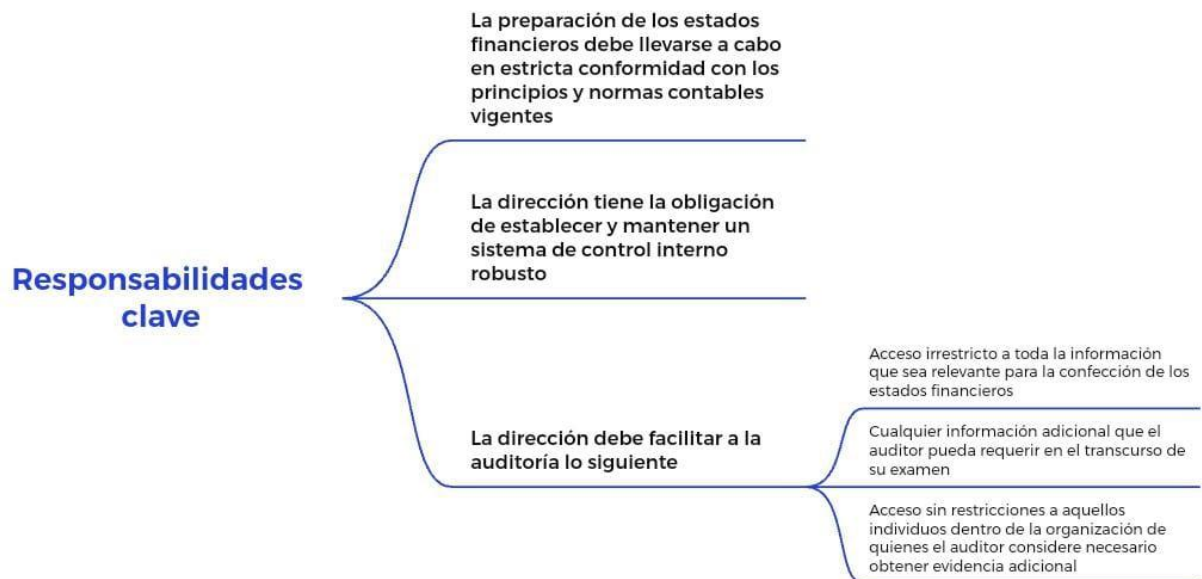 La preparación de los estados
financieros debe llevarse a cabo
en estricta conformidad con los
principios y normas contables
vigentes
La dirección tiene la obligación
de establecer y mantener un
sistema de control interno
robusto
Responsabilidades
clave
La dirección debe facilitar a la
auditoría lo siguiente
Acceso irrestricto a toda la información
que sea relevante para la confección de los
estados financieros
Cualquier información adicional que el
auditor pueda requerir en el transcurso de
su examen
Acceso sin restricciones a aquellos
individuos dentro de la organización de
quienes el auditor considere necesario
obtener evidencia adicional